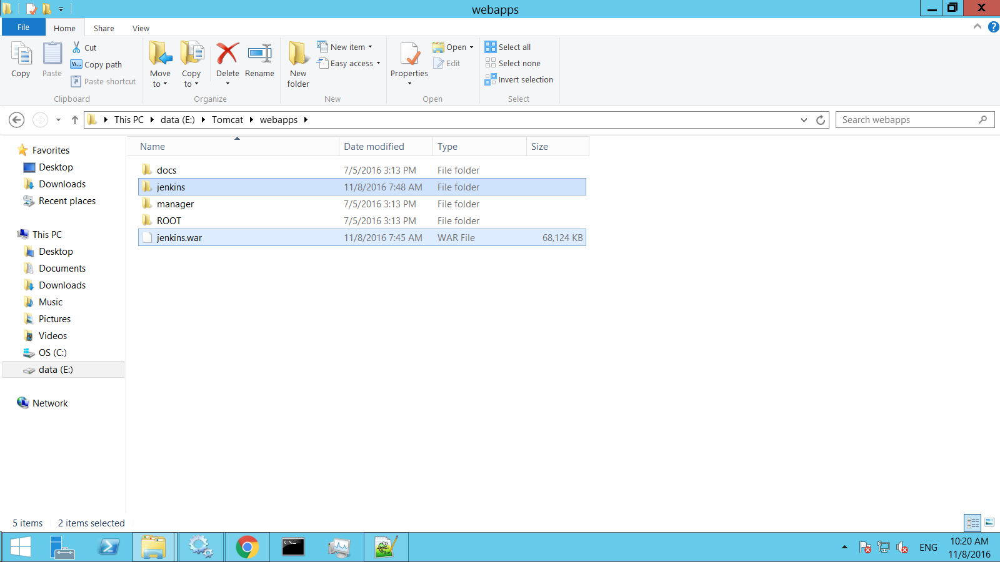 webapps
File Home Share View
Copy
Paste
Cut
Copy path
Paste shortcut
Clipboard
Move to
Copy to
Delete
Rename
Organize
New folder
New item
Easy access
New
Properties
Open
Edit
Open
Select all
Select none
Invert selection
Select
This PC data (E:) Tomcat webapps
Search webapps
Favorites
Desktop
Downloads
Recent places
This PC
Desktop
Documents
Downloads
Music
Pictures
Videos
OS (C:)
data (E:)
Network
Name Date modified Type Size
docs 7/5/2016 3:13 PM File folder
jenkins 11/8/2016 7:48 AM File folder
manager 7/5/2016 3:13 PM File folder
ROOT 7/5/2016 3:13 PM File folder
jenkins.war 11/8/2016 7:45 AM WAR File 68,124 KB
5 items 2 items selected
ENG
10:20 AM
11/8/2016